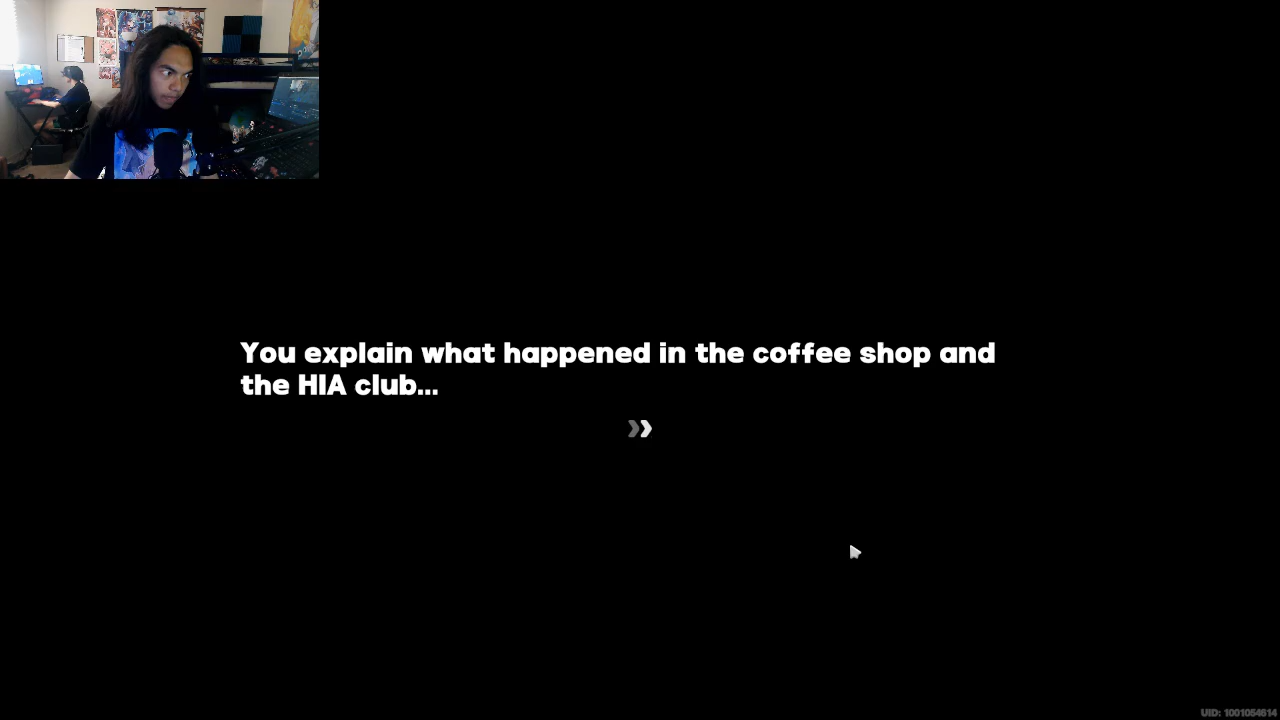 You explain what happened in the coffee shop and
the HIA club...
UID: 1001054614